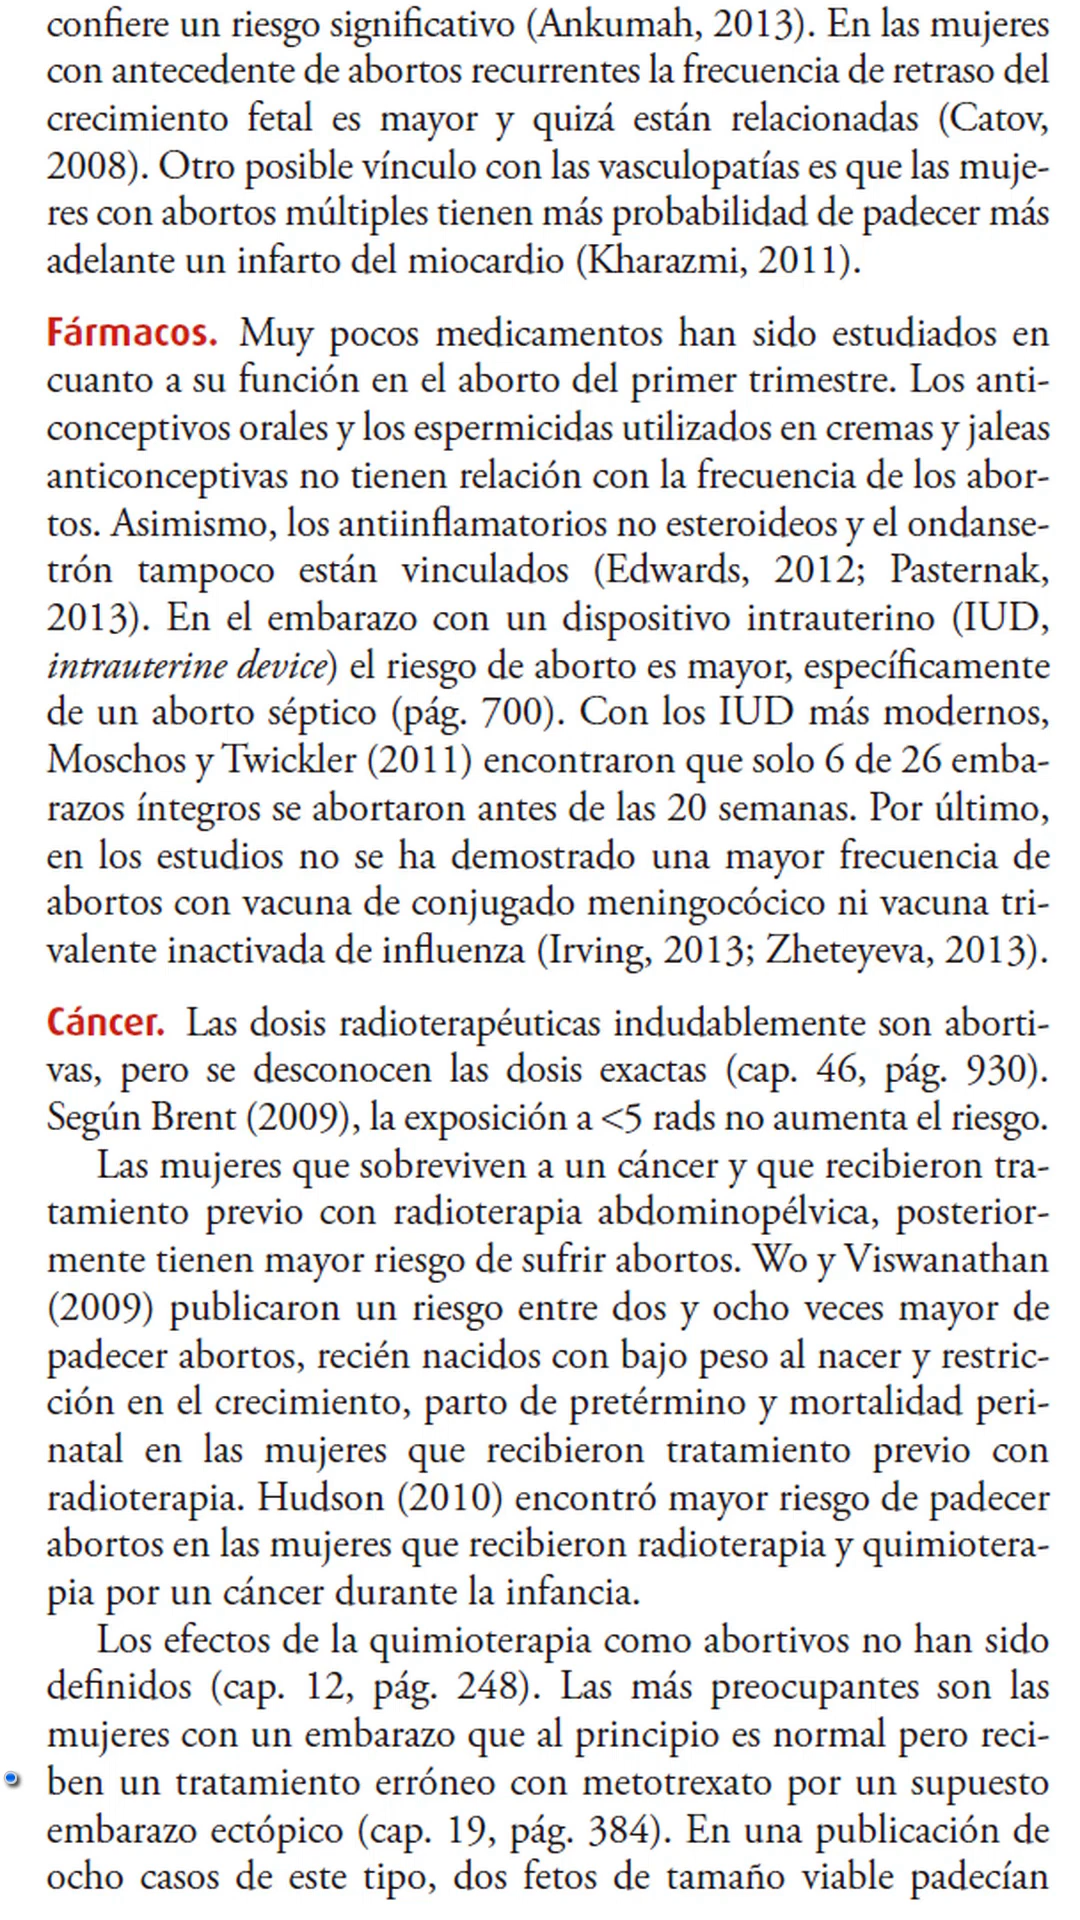 confiere un riesgo significativo (Ankumah, 2013). En las mujeres
con antecedente de abortos recurrentes la frecuencia de retraso del
crecimiento fetal es mayor y quizá están relacionadas (Catov,
2008). Otro posible vínculo con las vasculopatías es que las muje-
res con abortos múltiples tienen más probabilidad de padecer más
adelante un infarto del miocardio (Kharazmi, 2011).
Fármacos. Muy pocos medicamentos han sido estudiados en
cuanto a su función en el aborto del primer trimestre. Los anti-
conceptivos orales y los espermicidas utilizados en cremas y jaleas
anticonceptivas no tienen relación con la frecuencia de los abor-
tos. Asimismo, los antiinflamatorios no esteroideos y el ondanse-
trón tampoco están vinculados (Edwards, 2012; Pasternak,
2013). En el embarazo con un dispositivo intrauterino (IUD,
intrauterine device) el riesgo de aborto es mayor, específicamente
de un aborto séptico (pág. 700). Con los IUD más modernos,
Moschos y Twickler (2011) encontraron que solo 6 de 26 emba-
razos íntegros se abortaron antes de las 20 semanas. Por último,
en los estudios no se ha demostrado una mayor frecuencia de
abortos con vacuna de conjugado meningocócico ni vacuna tri-
valente inactivada de influenza (Irving, 2013; Zheteyeva, 2013).
Cáncer. Las dosis radioterapéuticas indudablemente son aborti-
vas, pero se desconocen las dosis exactas (cap. 46, pág. 930).
Según Brent (2009), la exposición a <5 rads no aumenta el riesgo.
Las mujeres que sobreviven a un cáncer y que recibieron tra-
tamiento previo con radioterapia abdominopélvica, posterior-
mente tienen mayor riesgo de sufrir abortos. Wo y Viswanathan
(2009) publicaron un riesgo entre dos y ocho veces mayor de
padecer abortos, recién nacidos con bajo peso al nacer y restric-
ción en el crecimiento, parto de pretérmino y mortalidad peri-
natal en las mujeres que recibieron tratamiento previo con
radioterapia. Hudson (2010) encontró mayor riesgo de padecer
abortos en las mujeres que recibieron radioterapia y quimiotera-
pia por un cáncer durante la infancia.
Los efectos de la quimioterapia como abortivos no han sido
definidos (cap. 12, pág. 248). Las más preocupantes son las
mujeres con un embarazo que al principio es normal pero reci-
ben un tratamiento erróneo con metotrexato por un supuesto
embarazo ectópico (cap. 19, pág. 384). En una publicación de
ocho casos de este tipo, dos fetos de tamaño viable padecían